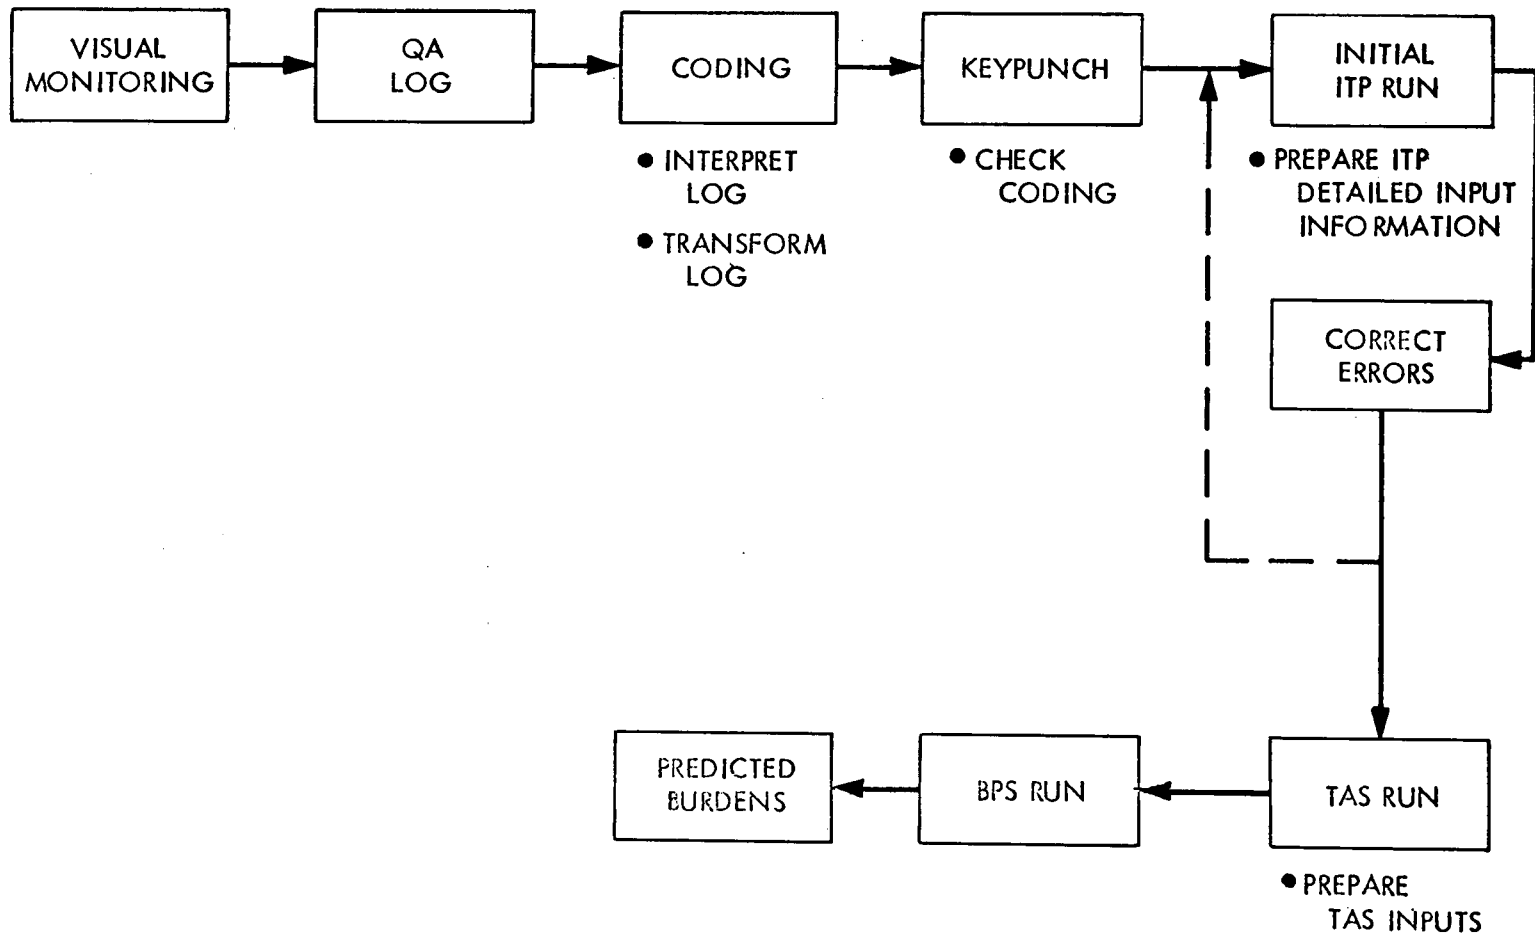 VISUAL
MONITORING
QA
LOG
CODING
KEYPUNCH
INITIAL
ITP RUN
● INTERPRET
LOG
● TRANSFORM
LOG
● CHECK
CODING
● PREPARE ITP
DETAILED INPUT
INFORMATION
CORRECT
ERRORS
PREDICTED
BURDENS
BPS RUN
TAS RUN
● PREPARE
TAS INPUTS